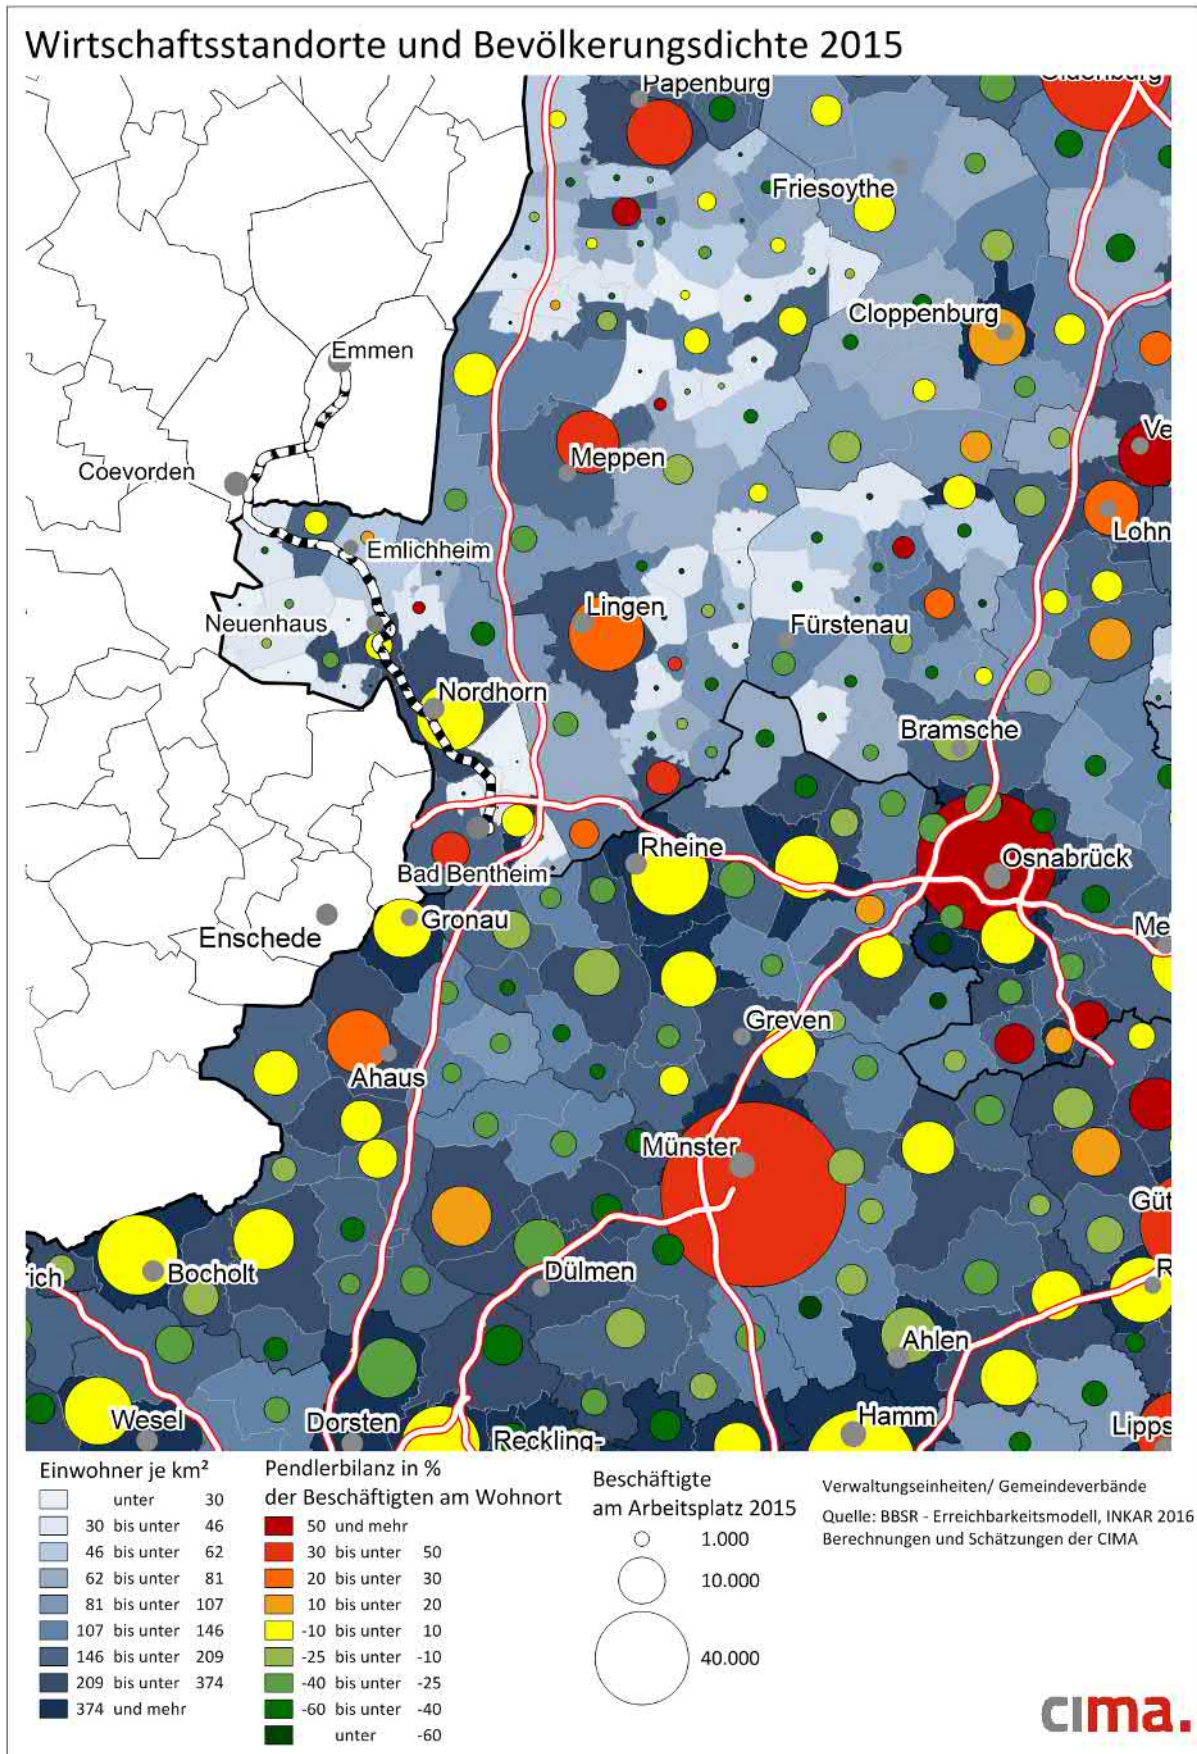 Wirtschaftsstandorte und Bevölkerungsdichte 2015
Papenburg
Oldenburg
Friesoythe
Cloppenburg
Emmen
Meppen
Ve
Coevorden
Lohn
Emlichheim
Lingen
Neuenhaus
Fürstenau
Nordhorn
Bramsche
Rheine
Osnabrück
Bad Bentheim
Gronau
Enschede
Me
Greven
Ahaus
Münster
Güt
rich
Bocholt
Dülmen
R
Ahlen
Wesel
Dorsten
Hamm
Lipps
Reckling-
Einwohner je km²
unter 30
30 bis unter 46
46 bis unter 62
62 bis unter 81
81 bis unter 107
107 bis unter 146
146 bis unter 209
209 bis unter 374
374 und mehr
Pendlerbilanz in %
der Beschäftigten am Wohnort
50 und mehr
30 bis unter 50
20 bis unter 30
10 bis unter 20
-10 bis unter 10
-25 bis unter -10
-40 bis unter -25
-60 bis unter -40
unter -60
Beschäftigte
am Arbeitsplatz 2015
1.000
10.000
40.000
Verwaltungseinheiten/ Gemeindeverbände
Quelle: BBSR - Erreichbarkeitsmodell, INKAR 2016
Berechnungen und Schätzungen der CIMA
cima.